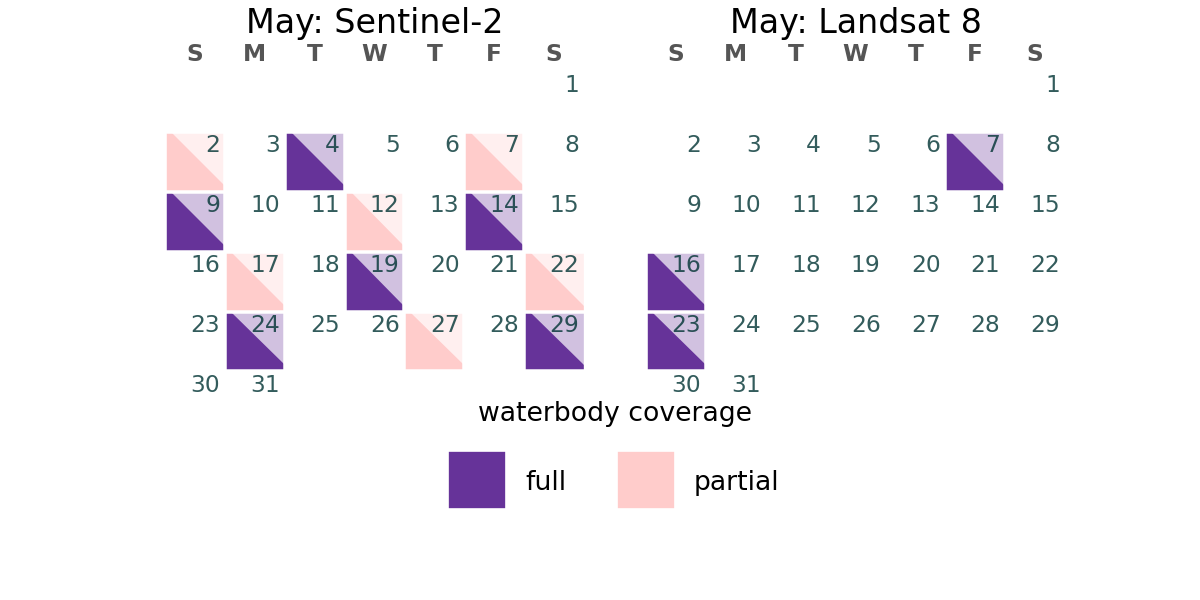 May: Sentinel-2
S M T W T F S
1
2 3 4 5 6 7 8
9 10 11 12 13 14 15
16 17 18 19 20 21 22
23 24 25 26 27 28 29
30 31
May: Landsat 8
S M T W T F S
1
2 3 4 5 6 7 8
9 10 11 12 13 14 15
16 17 18 19 20 21 22
23 24 25 26 27 28 29
30 31
waterbody coverage
full
partial